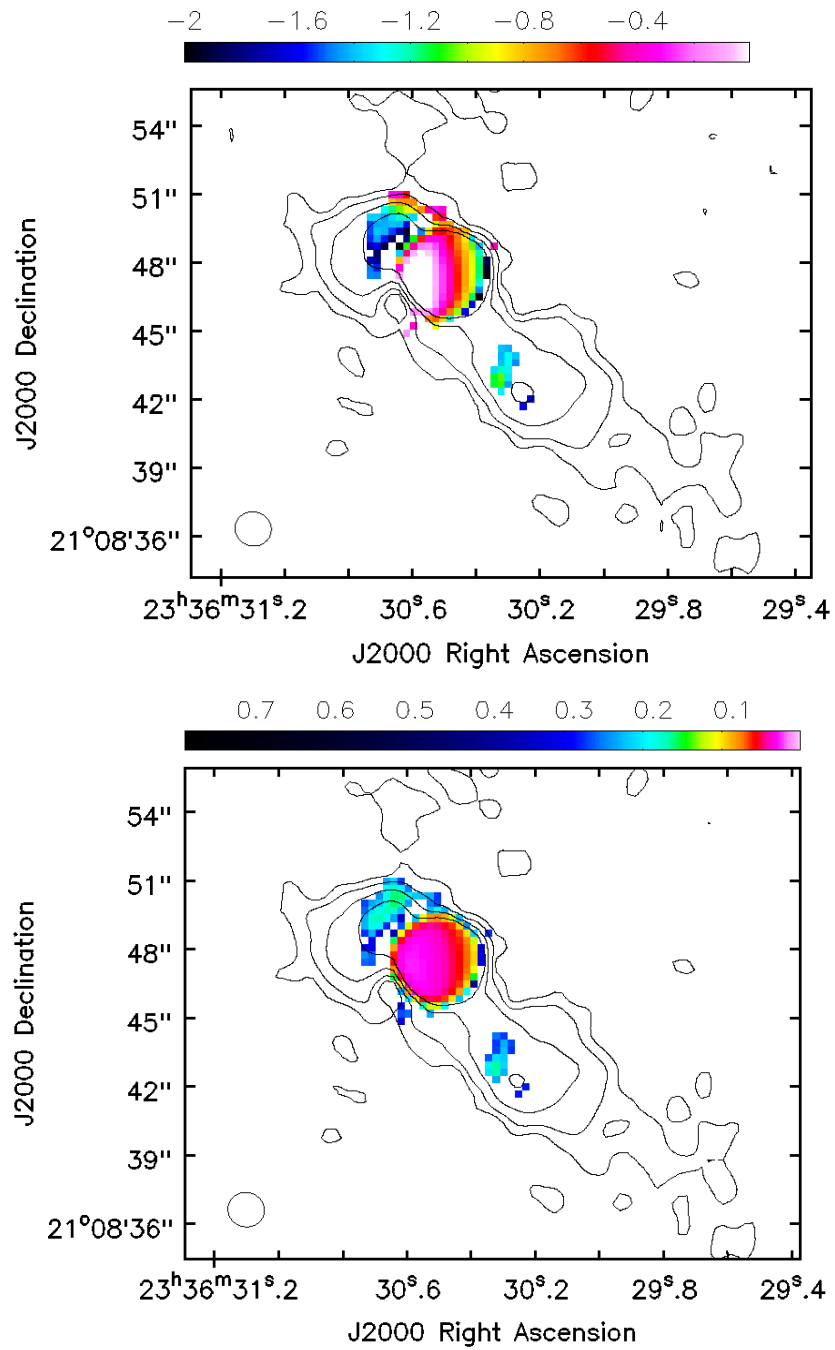 −2 −1.6 −1.2 −0.8 −0.4
54"
51"
48"
45"
42"
39"
21°08'36"
J2000 Declination
23ʰ36ᵐ31ˢ.2 30ˢ.6 30ˢ.2 29ˢ.8 29ˢ.4
J2000 Right Ascension
0.7 0.6 0.5 0.4 0.3 0.2 0.1
54"
51"
48"
45"
42"
39"
21°08'36"
J2000 Declination
23ʰ36ᵐ31ˢ.2 30ˢ.6 30ˢ.2 29ˢ.8 29ˢ.4
J2000 Right Ascension